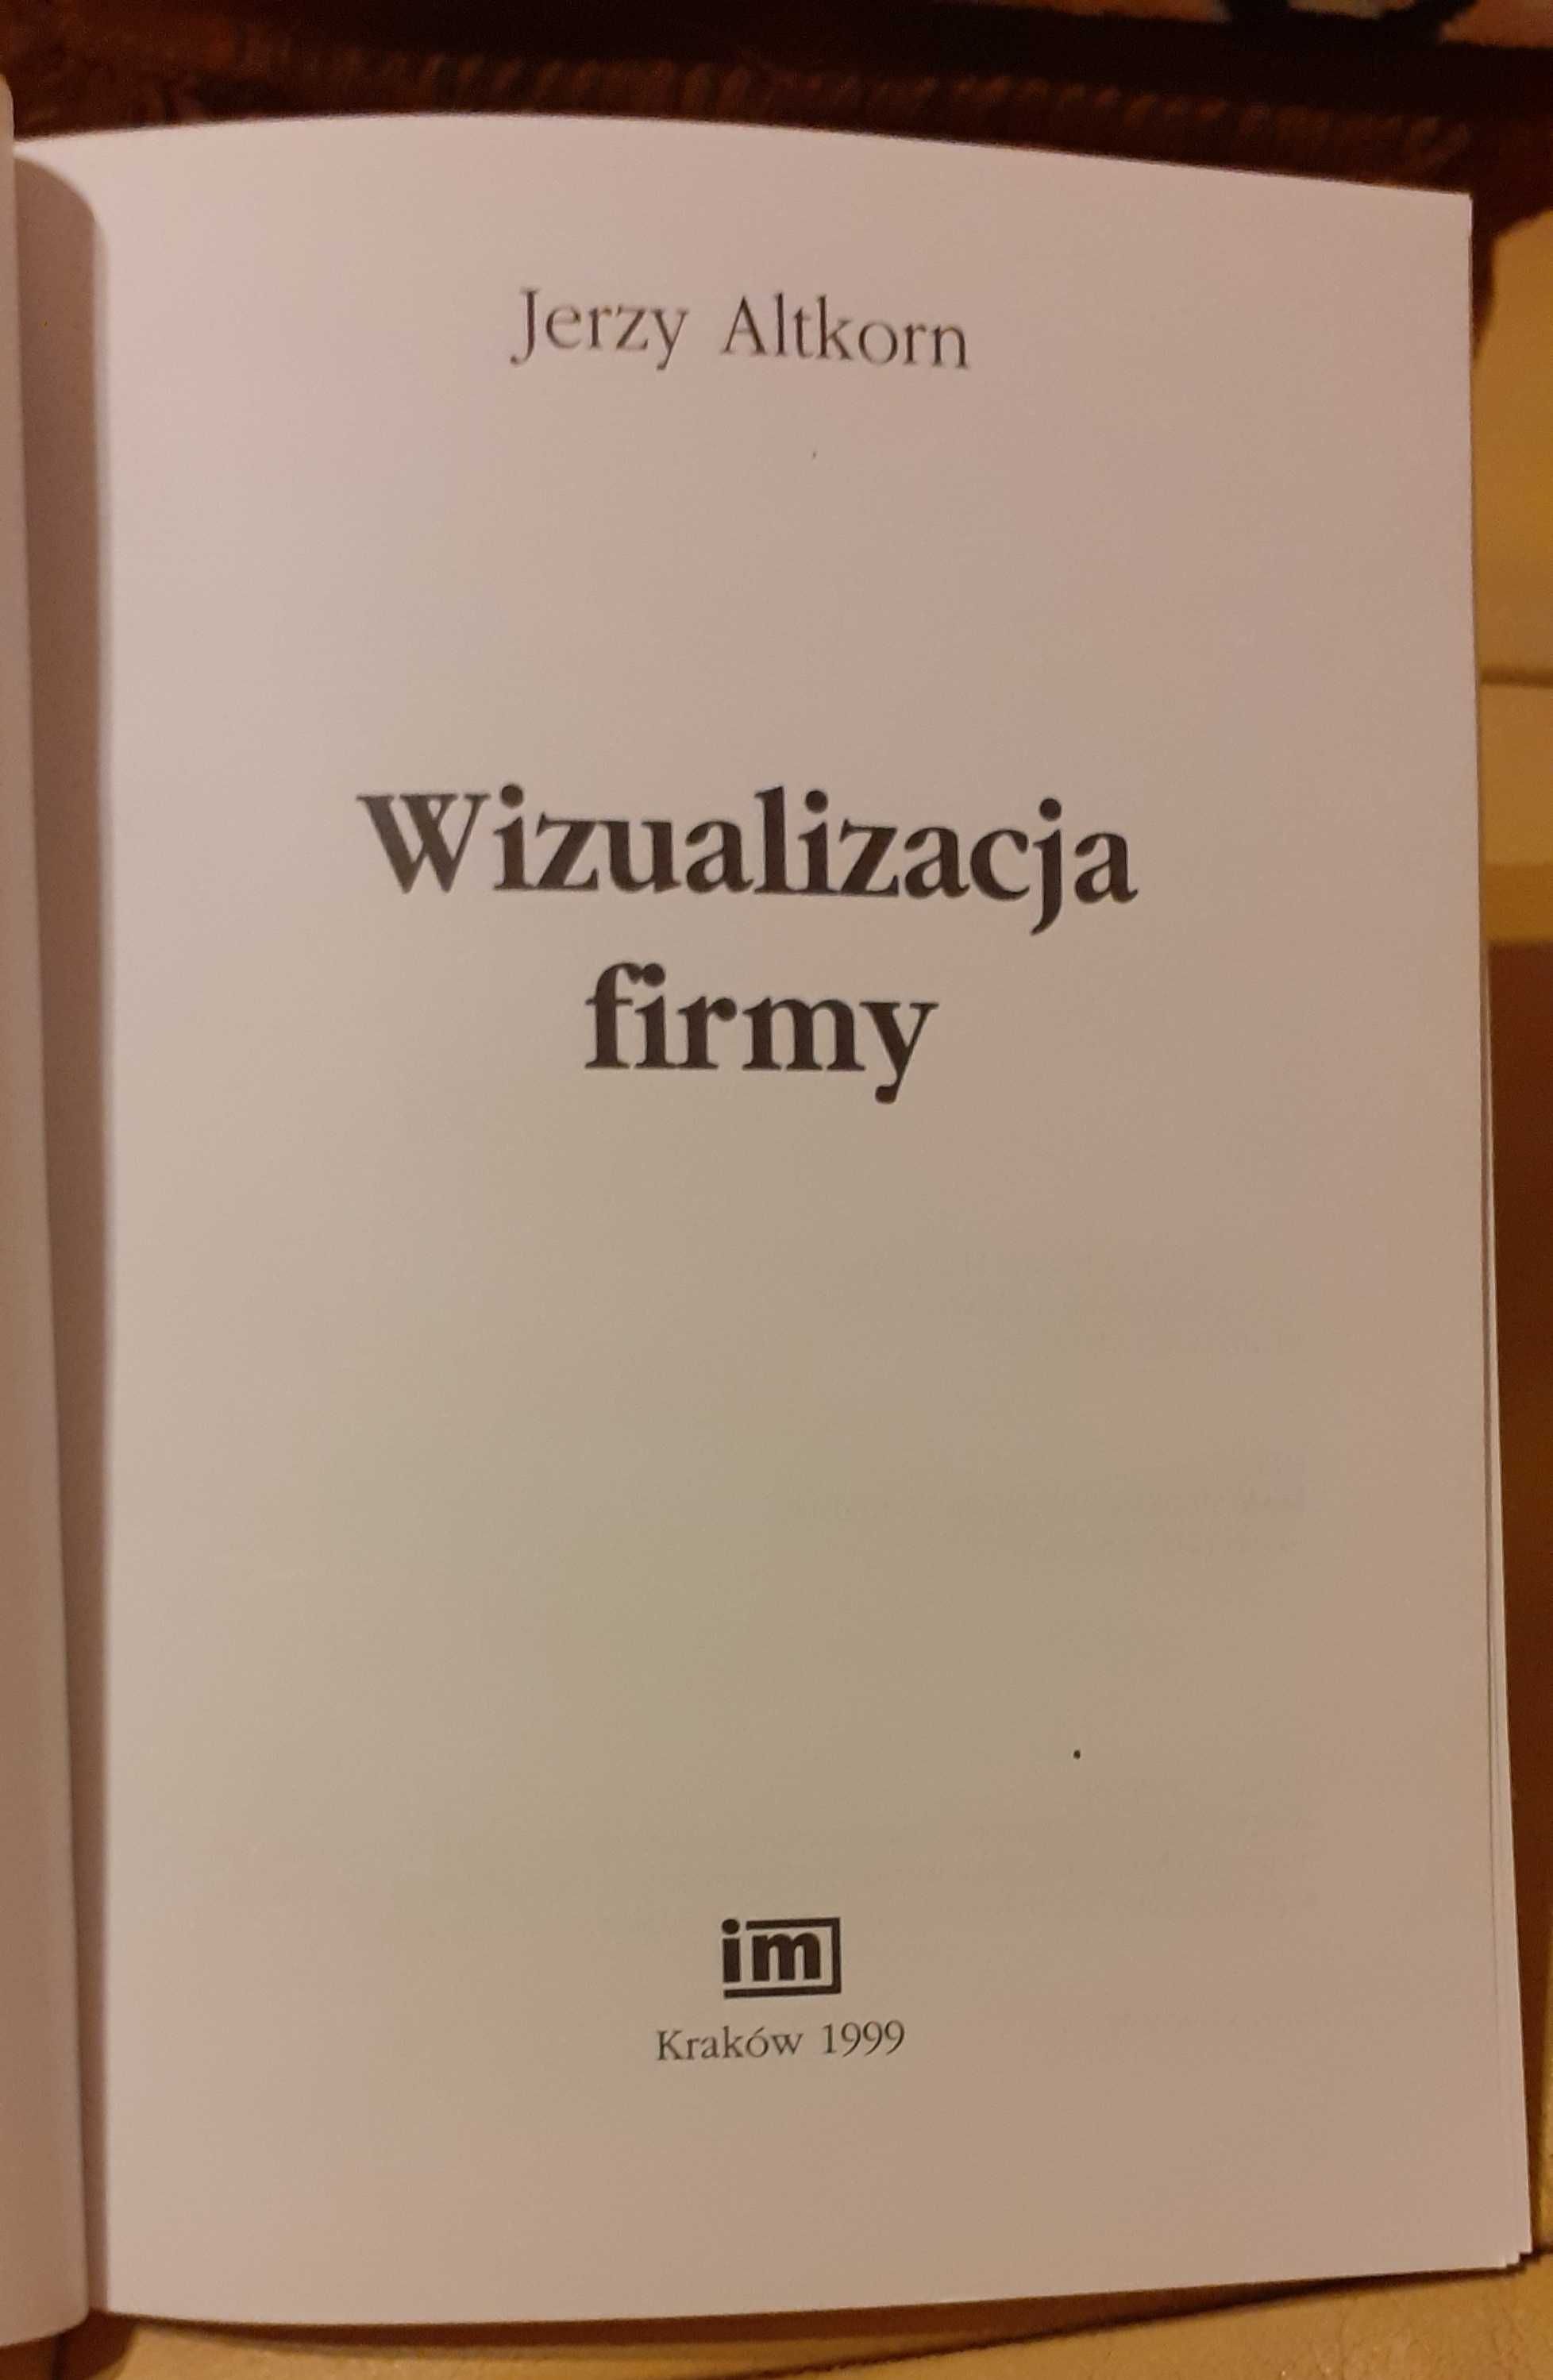 Jerzy Altkorn
Wizualizacja
firmy
im
Kraków 1999